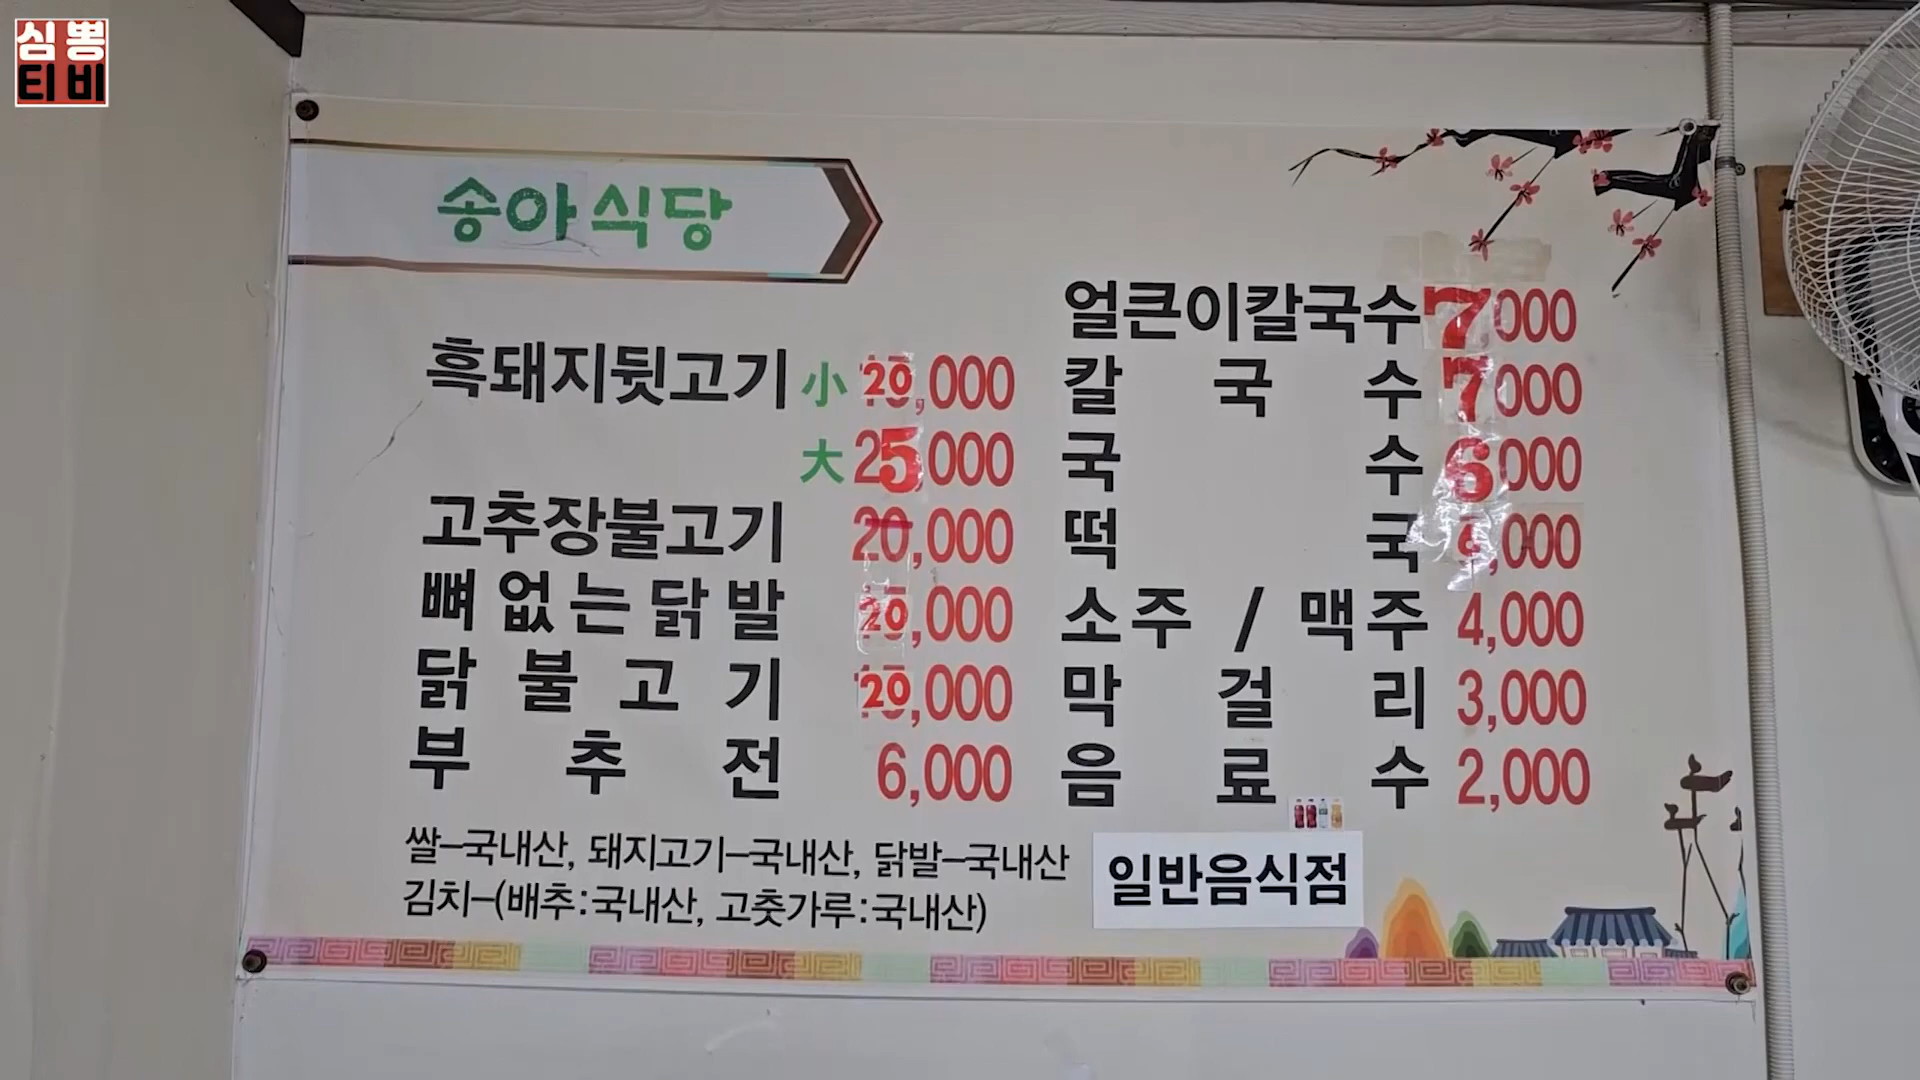 심뽕
티비
송아식당
흑돼지뒷고기 小 20,000
大 25,000
고추장불고기 20,000
뼈없는닭발 20,000
닭불고기 20,000
부추전 6,000
얼큰이칼국수 7,000
칼국수 7,000
국수 6,000
떡국 ,000
소주 / 맥주 4,000
막걸리 3,000
음료수 2,000
쌀-국내산, 돼지고기-국내산, 닭발-국내산
김치-(배추:국내산, 고춧가루:국내산)
일반음식점